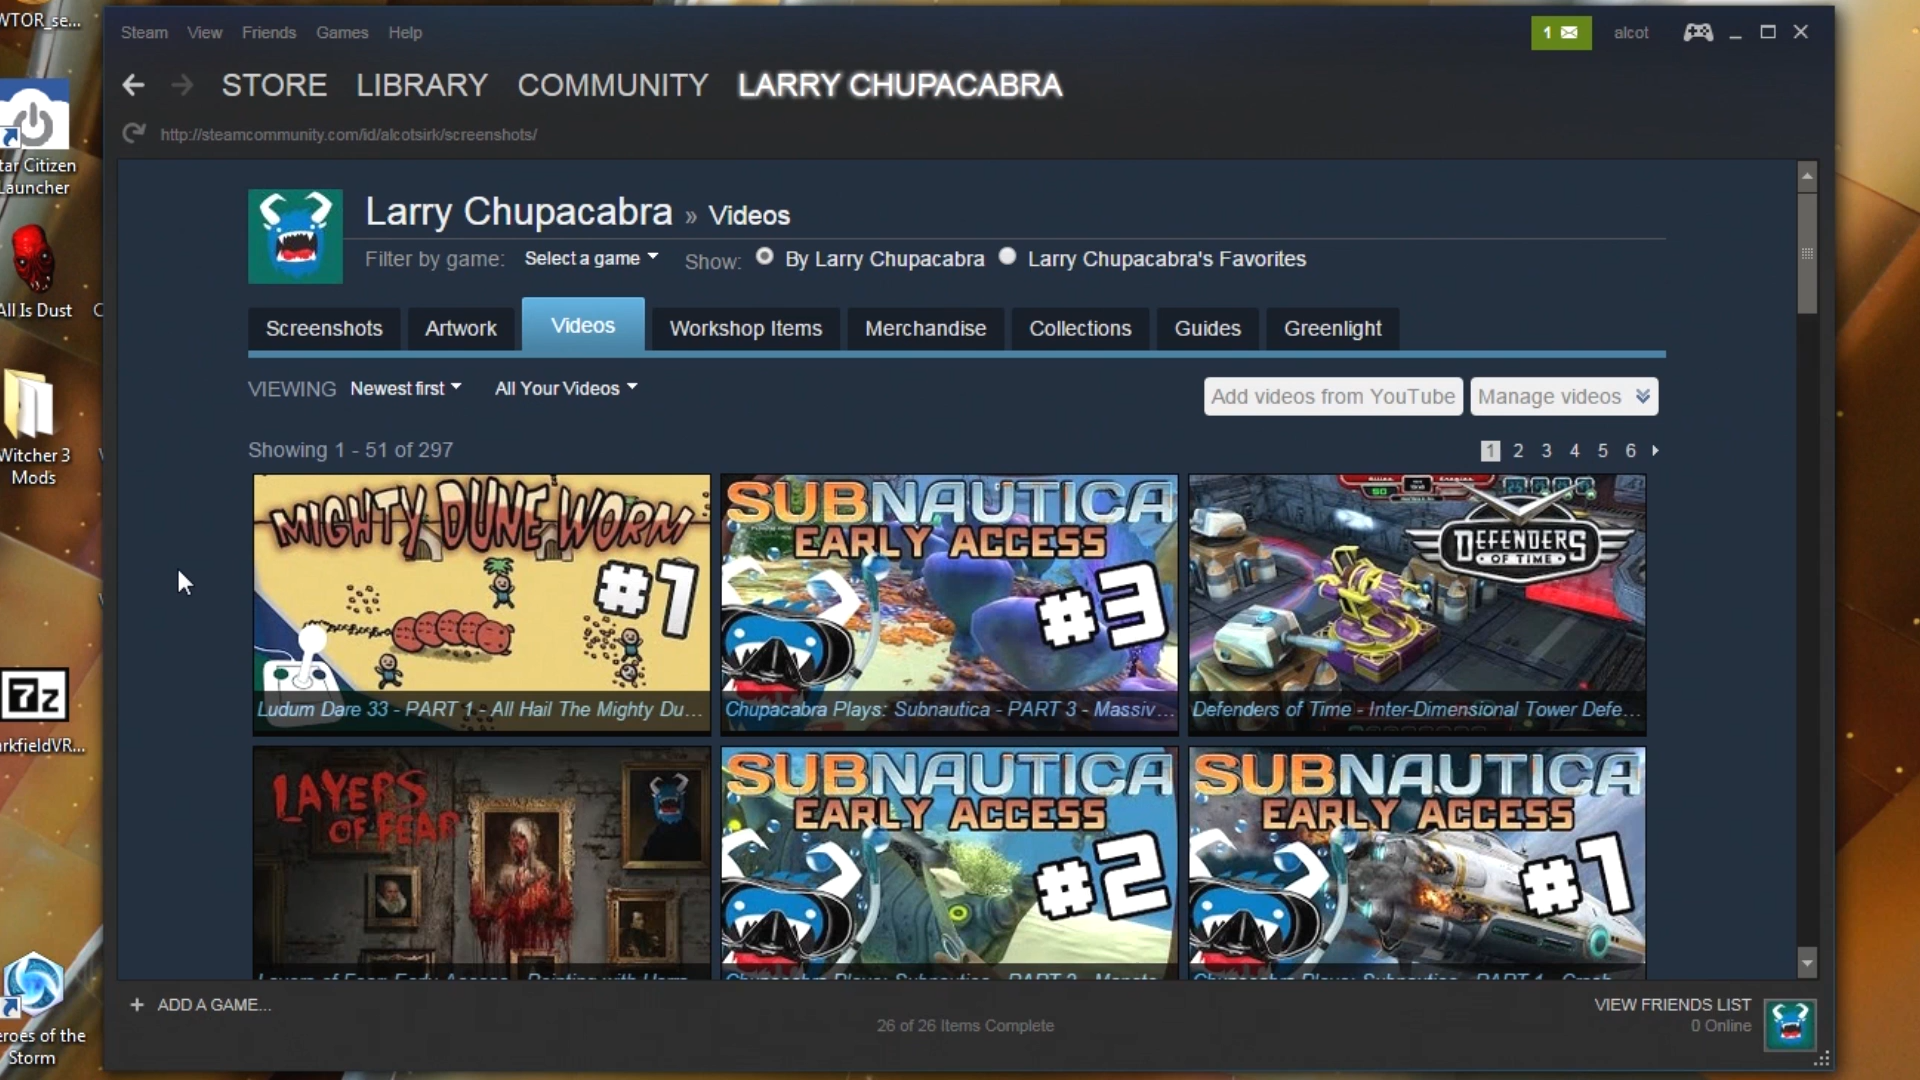 WTOR_se...
Star Citizen
Launcher
All Is Dust
Witcher 3
Mods
arkfieldVR...
Heroes of the
Storm
Steam View Friends Games Help
1
alcot
STORE LIBRARY COMMUNITY LARRY CHUPACABRA
http://steamcommunity.com/id/alcotsirk/screenshots/
Larry Chupacabra » Videos
Filter by game: Select a game Show: By Larry Chupacabra Larry Chupacabra's Favorites
Screenshots Artwork Videos Workshop Items Merchandise Collections Guides Greenlight
VIEWING Newest first All Your Videos
Add videos from YouTube Manage videos
Showing 1 - 51 of 297
1 2 3 4 5 6
MIGHTY DUNE WORM
#1
Ludum Dare 33 - PART 1 - All Hail The Mighty Du...
SUBNAUTICA
EARLY ACCESS
#3
Chupacabra Plays: Subnautica - PART 3 - Massiv...
DEFENDERS
OF TIME
Defenders of Time - Inter-Dimensional Tower Defe...
LAYERS
OF FEAR
SUBNAUTICA
EARLY ACCESS
#2
SUBNAUTICA
EARLY ACCESS
#1
+ ADD A GAME...
26 of 26 Items Complete
VIEW FRIENDS LIST
0 Online